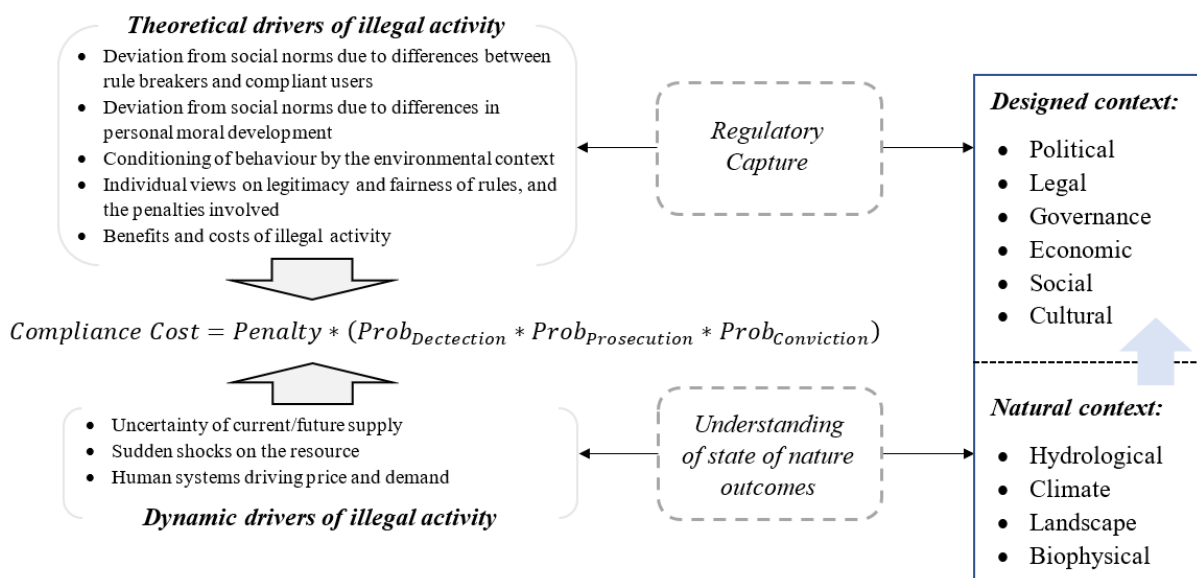 Theoretical drivers of illegal activity
• Deviation from social norms due to differences between
rule breakers and compliant users
• Deviation from social norms due to differences in
personal moral development
• Conditioning of behaviour by the environmental context
• Individual views on legitimacy and fairness of rules, and
the penalties involved
• Benefits and costs of illegal activity
Regulatory
Capture
Designed context:
• Political
• Legal
• Governance
• Economic
• Social
• Cultural
Compliance Cost = Penalty * (Prob_Dectection * Prob_Prosecution * Prob_Conviction)
• Uncertainty of current/future supply
• Sudden shocks on the resource
• Human systems driving price and demand
Dynamic drivers of illegal activity
Understanding
of state of nature
outcomes
Natural context:
• Hydrological
• Climate
• Landscape
• Biophysical